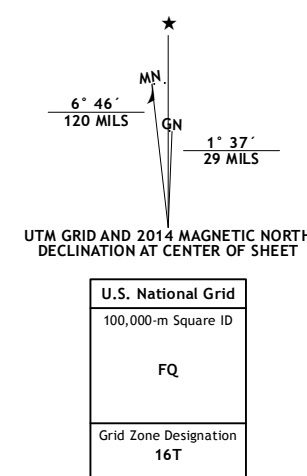 ★
MN
GN
6° 46´
120 MILS
1° 37´
29 MILS
UTM GRID AND 2014 MAGNETIC NORTH
DECLINATION AT CENTER OF SHEET
U.S. National Grid
100,000-m Square ID
FQ
Grid Zone Designation
16T